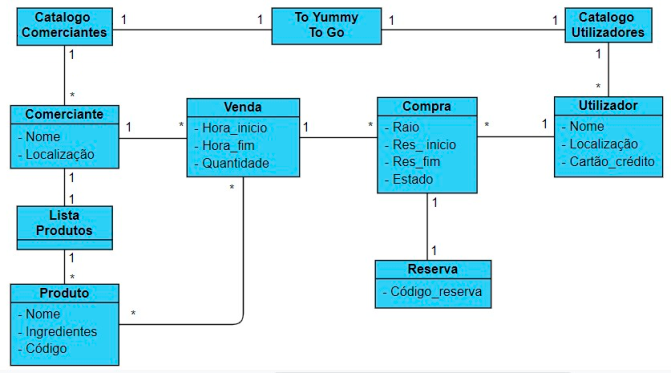 Catalogo
Comerciantes
1
1
To Yummy
To Go
1
1
Catalogo
Utilizadores
1
*
1
*
Comerciante
- Nome
- Localização
1
*
Venda
- Hora_inicio
- Hora_fim
- Quantidade
1
*
Compra
- Raio
- Res_inicio
- Res_fim
- Estado
*
1
Utilizador
- Nome
- Localização
- Cartão_crédito
1
1
*
1
1
Lista
Produtos
1
*
Reserva
- Código_reserva
Produto
- Nome
- Ingredientes
- Código
*